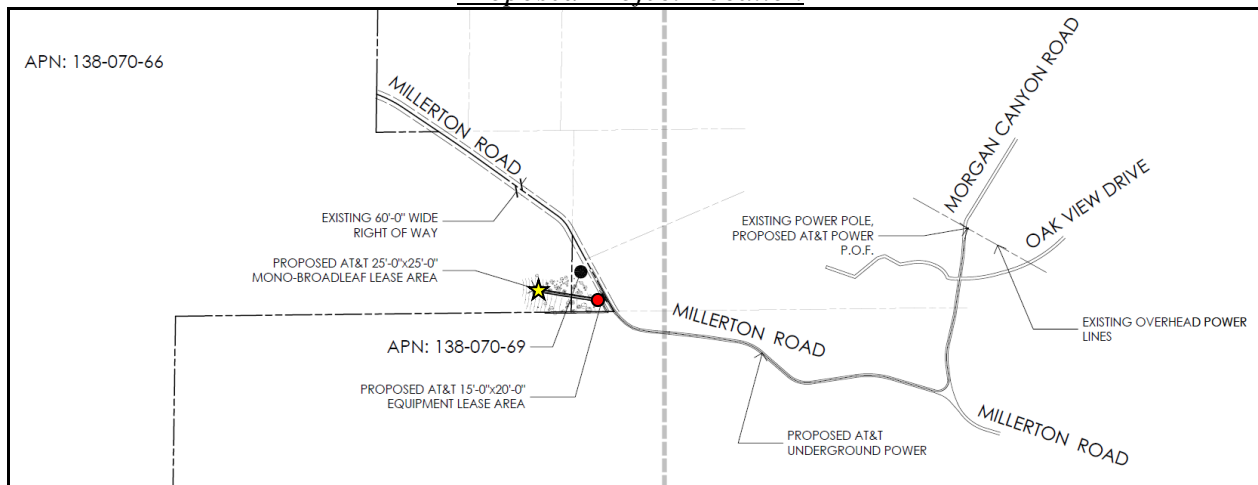 Proposed Project Location
APN: 138-070-66
MILLERTON ROAD
EXISTING 60'-0" WIDE
RIGHT OF WAY
PROPOSED AT&T 25'-0"x25'-0"
MONO-BROADLEAF LEASE AREA
APN: 138-070-69
PROPOSED AT&T 15'-0"x20'-0"
EQUIPMENT LEASE AREA
MILLERTON ROAD
PROPOSED AT&T
UNDERGROUND POWER
EXISTING POWER POLE,
PROPOSED AT&T POWER
P.O.F.
MORGAN CANYON ROAD
OAK VIEW DRIVE
EXISTING OVERHEAD POWER
LINES
MILLERTON ROAD